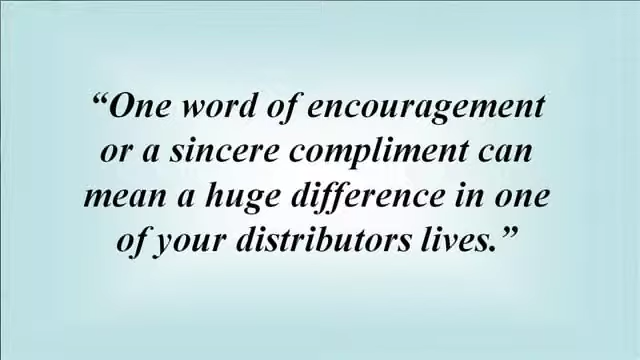 “One word of encouragement
or a sincere compliment can
mean a huge difference in one
of your distributors lives.”